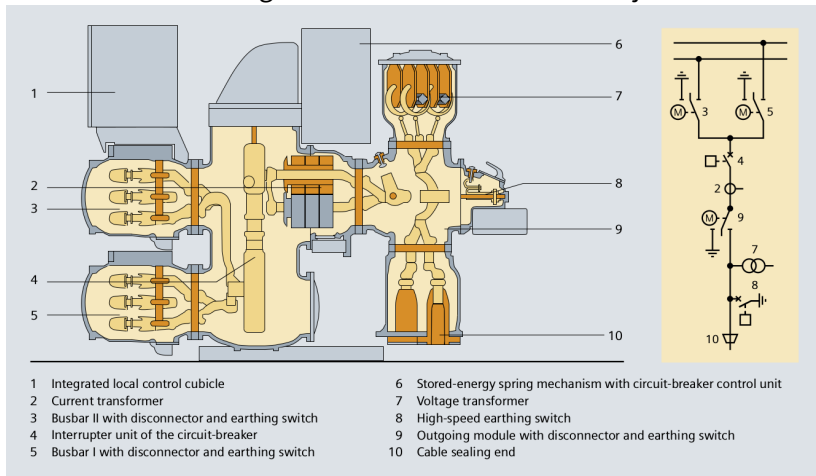 1
2
3
4
5
6
7
8
9
10
M
3
M
5
4
2
M
9
7
8
10
1 Integrated local control cubicle
2 Current transformer
3 Busbar II with disconnector and earthing switch
4 Interrupter unit of the circuit-breaker
5 Busbar I with disconnector and earthing switch
6 Stored-energy spring mechanism with circuit-breaker control unit
7 Voltage transformer
8 High-speed earthing switch
9 Outgoing module with disconnector and earthing switch
10 Cable sealing end